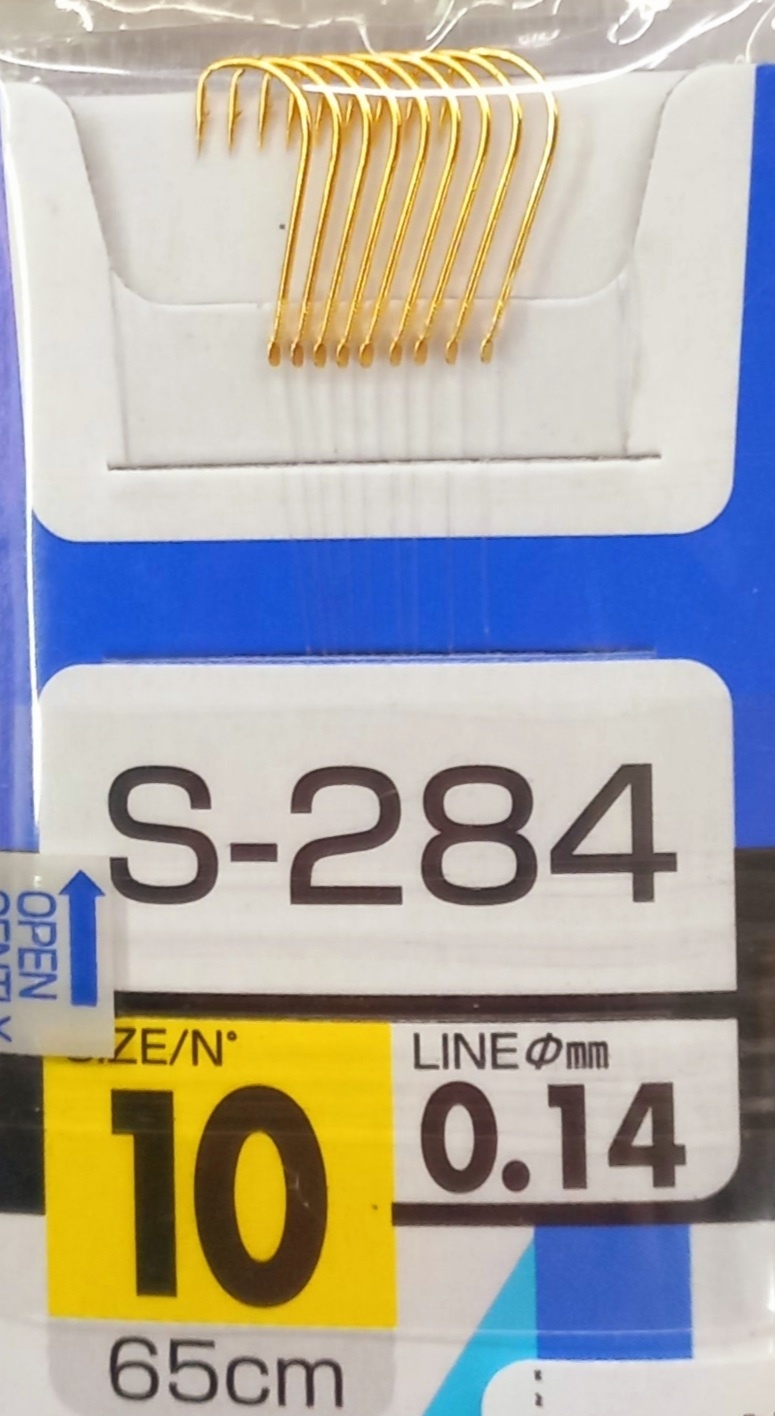 S-284
OPEN
SIZE/N°
LINE Φmm
10
0.14
65cm